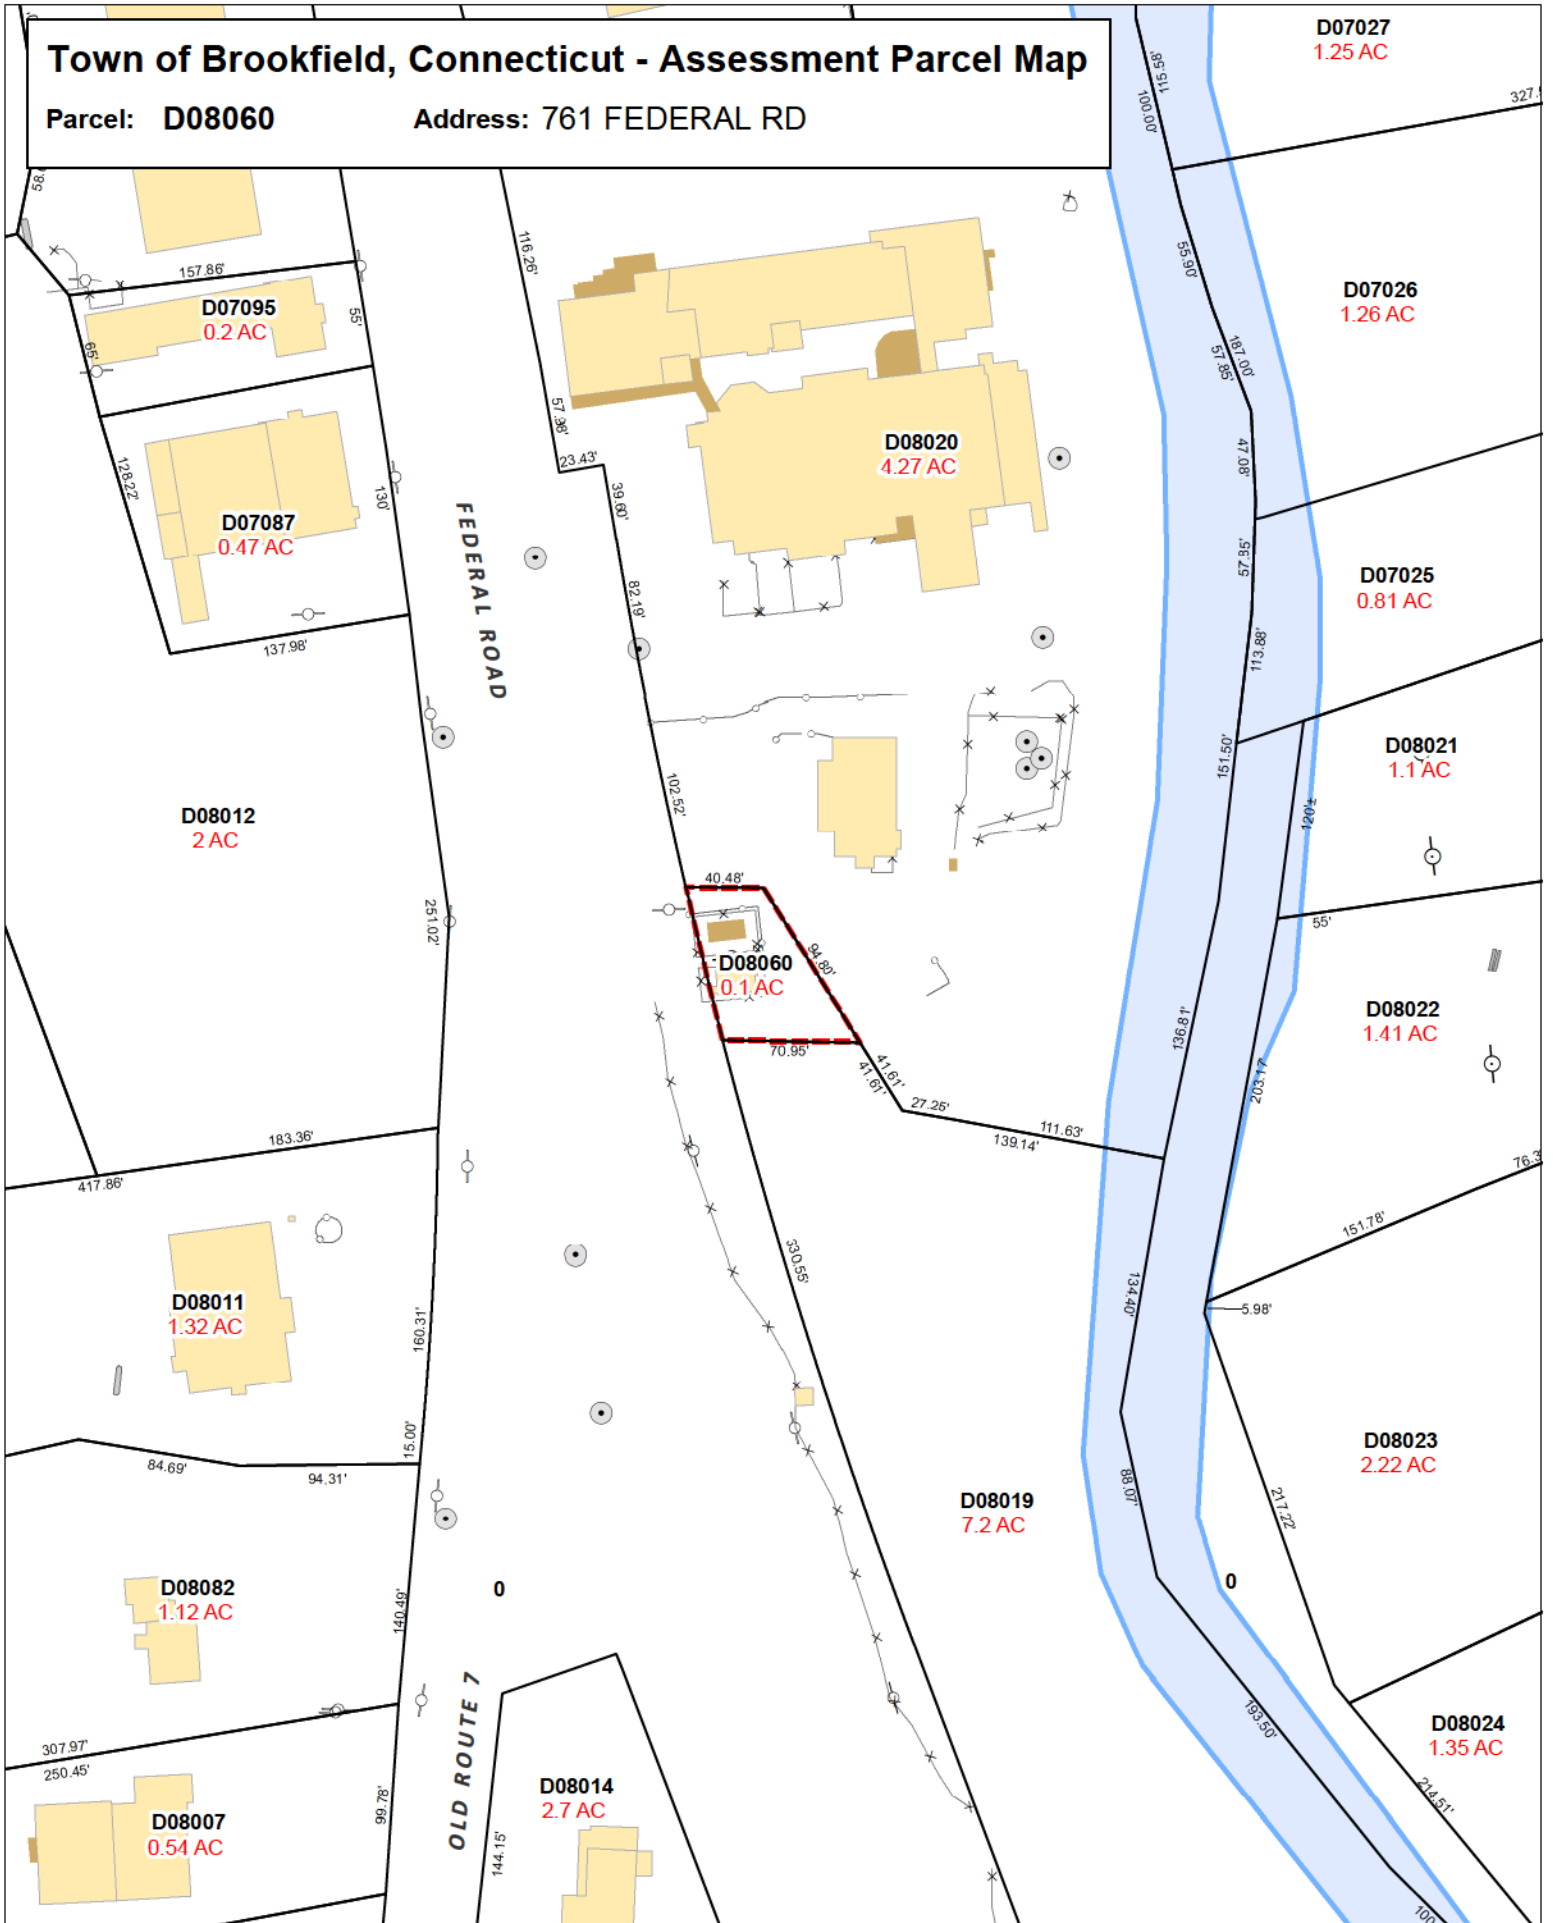 Town of Brookfield, Connecticut - Assessment Parcel Map
Parcel: D08060 Address: 761 FEDERAL RD
D07027
1.25 AC
115.58'
100.00'
157.86'
D07095
0.2 AC
55'
65'
116.26'
55.90'
D07026
1.26 AC
187.00'
57.85'
57.98'
23.43'
39.60'
D08020
4.27 AC
47.08'
128.22'
130'
D07087
0.47 AC
137.98'
FEDERAL ROAD
82.19'
57.85'
D07025
0.81 AC
113.88'
102.52'
151.50'
D08021
1.1 AC
120'±
D08012
2 AC
251.02'
40.48'
94.80'
D08060
0.1 AC
70.95'
41.61'
41.61'
27.25'
111.63'
139.14'
136.81'
55'
D08022
1.41 AC
203.17'
183.36'
417.86'
76.3
151.78'
5.98'
330.55'
134.40'
D08011
1.32 AC
160.31'
15.00'
84.69'
94.31'
D08023
2.22 AC
217.22'
88.07'
D08019
7.2 AC
0
0
D08082
1.12 AC
140.49'
OLD ROUTE 7
193.50'
D08024
1.35 AC
214.51'
307.97'
250.45'
D08007
0.54 AC
99.78'
144.15'
D08014
2.7 AC
100